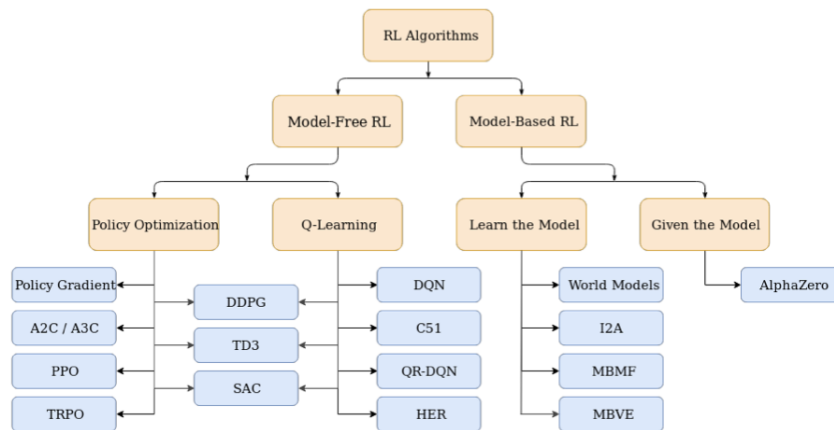 RL Algorithms
Model-Free RL
Model-Based RL
Policy Optimization
Q-Learning
Learn the Model
Given the Model
Policy Gradient
DDPG
DQN
World Models
AlphaZero
A2C / A3C
TD3
C51
I2A
PPO
SAC
QR-DQN
MBMF
TRPO
HER
MBVE